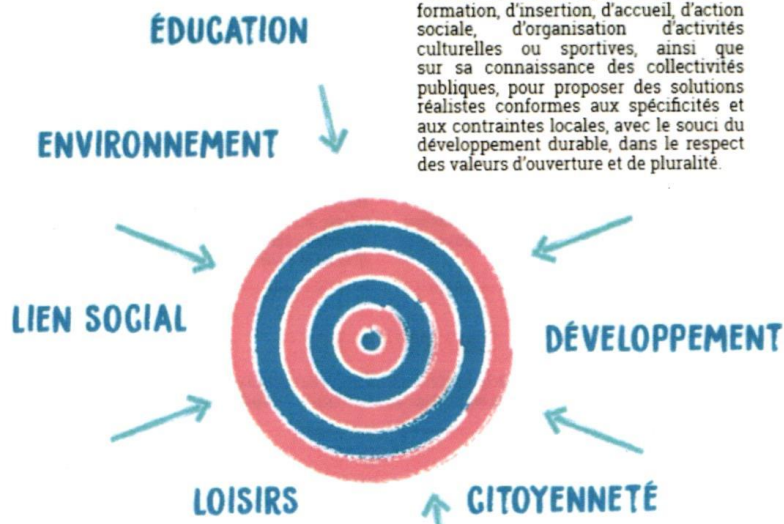 ÉDUCATION
formation, d'insertion, d'accueil, d'action
sociale, d'organisation d'activités
culturelles ou sportives, ainsi que
sur sa connaissance des collectivités
publiques, pour proposer des solutions
réalistes conformes aux spécificités et
aux contraintes locales, avec le souci du
développement durable, dans le respect
des valeurs d'ouverture et de pluralité.
ENVIRONNEMENT
LIEN SOCIAL
DÉVELOPPEMENT
LOISIRS
CITOYENNETÉ